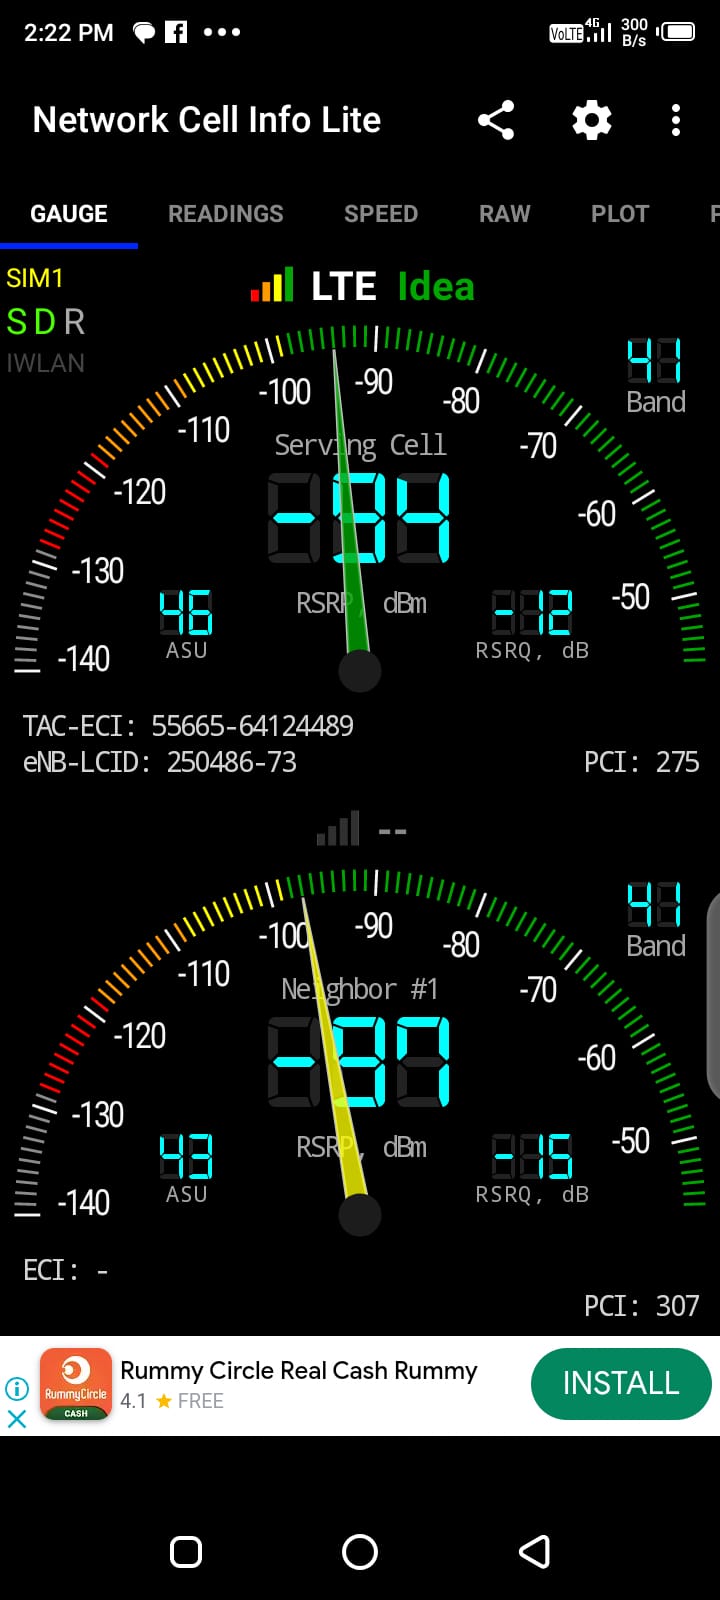 2:22 PM
VoLTE 4G 300 B/s
Network Cell Info Lite
GAUGE READINGS SPEED RAW PLOT
SIM1
LTE Idea
S D R
IWLAN
41
Band
-140 -130 -120 -110 -100 -90 -80 -70 -60 -50
Serving Cell
-94
RSRP, dBm
46
ASU
-12
RSRQ, dB
TAC-ECI: 55665-64124489
eNB-LCID: 250486-73
PCI: 275
--
41
Band
-140 -130 -120 -110 -100 -90 -80 -70 -60 -50
Neighbor #1
-97
RSRP, dBm
43
ASU
-15
RSRQ, dB
ECI: -
PCI: 307
RummyCircle
CASH
Rummy Circle Real Cash Rummy
4.1 ★ FREE
INSTALL